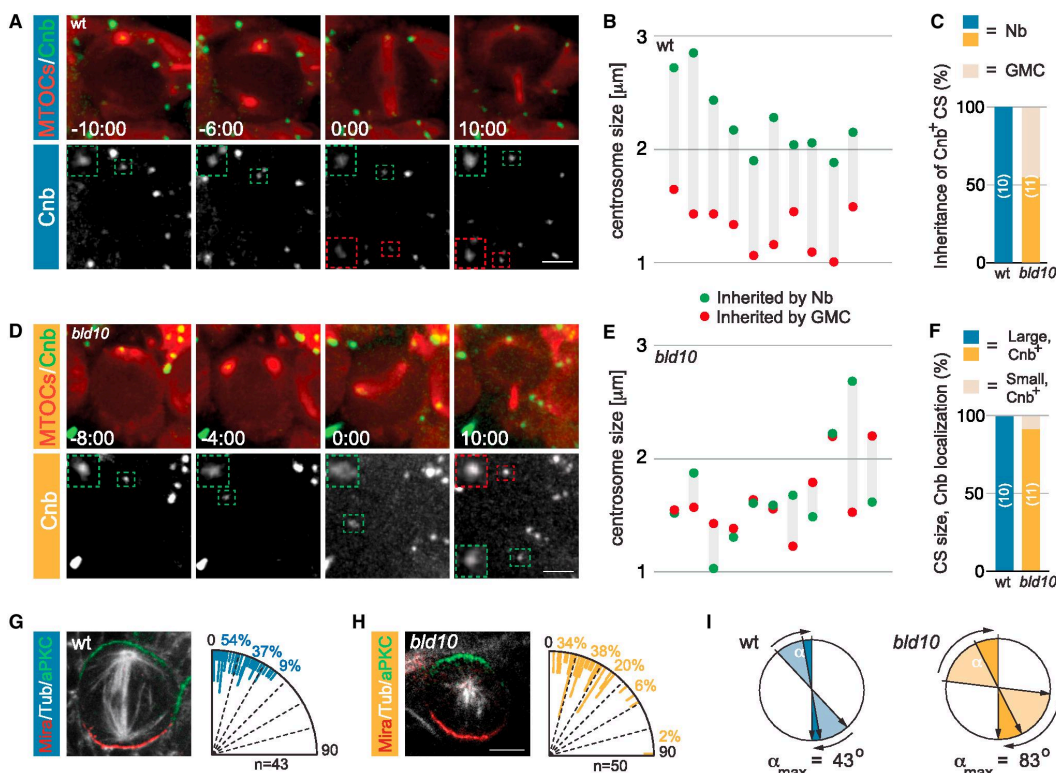 A
wt
MTOCs/Cnb
-10:00
-6:00
0:00
10:00
Cnb
B
wt
centrosome size [μm]
3
2
1
Inherited by Nb
Inherited by GMC
C
= Nb
= GMC
Inheritance of Cnb+ CS (%)
100
50
0
(10)
(11)
wt
bld10
D
bld10
MTOCs/Cnb
-8:00
-4:00
0:00
10:00
Cnb
E
bld10
centrosome size [μm]
3
2
1
F
= Large, Cnb+
= Small, Cnb+
CS size, Cnb localization (%)
100
50
0
(10)
(11)
wt
bld10
G
wt
Mira/Tub/aPKC
0
54%
37%
9%
90
n=43
H
bld10
Mira/Tub/aPKC
0
34%
38%
20%
6%
2%
90
n=50
I
wt
α
αmax = 43o
bld10
α
αmax = 83o